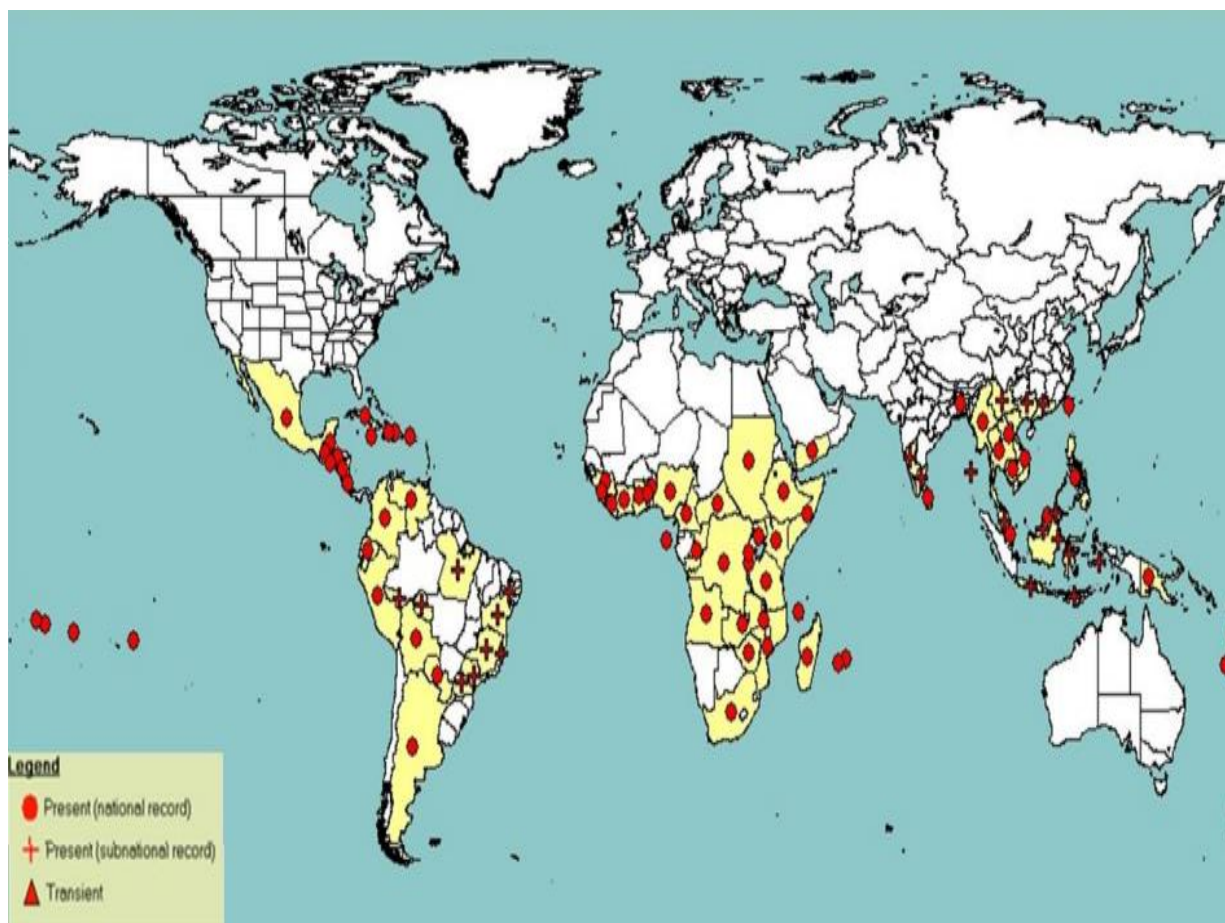 Legend
Present (national record)
Present (subnational record)
Transient